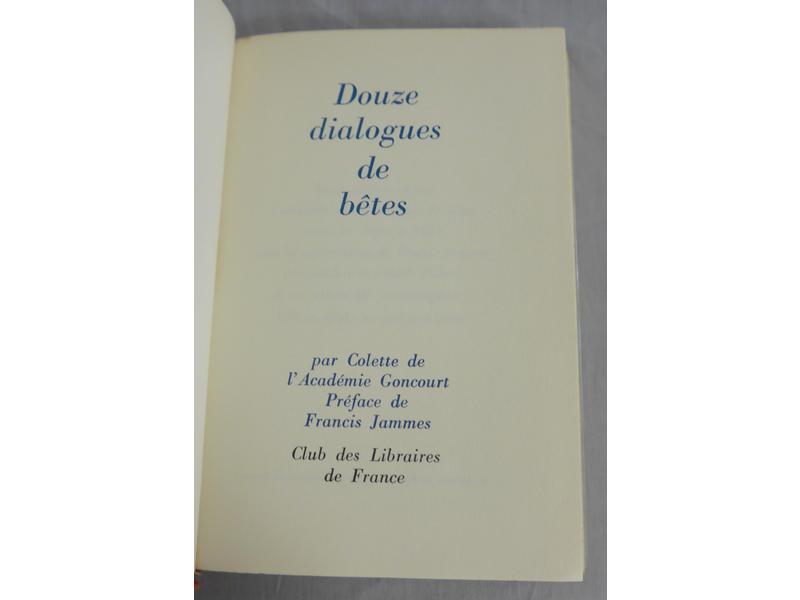 Douze
dialogues
de
bêtes
par Colette de
l'Académie Goncourt
Préface de
Francis Jammes
Club des Libraires
de France